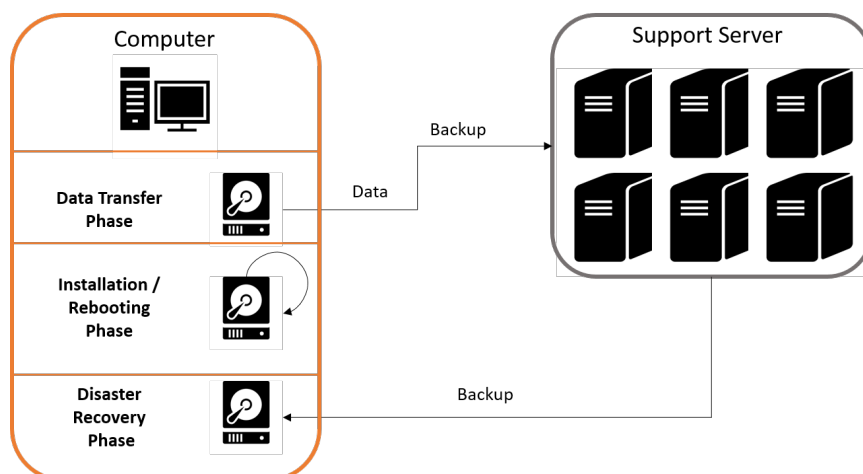 Computer
Support Server
Backup
Data Transfer
Phase
Data
Installation /
Rebooting
Phase
Disaster
Recovery
Phase
Backup